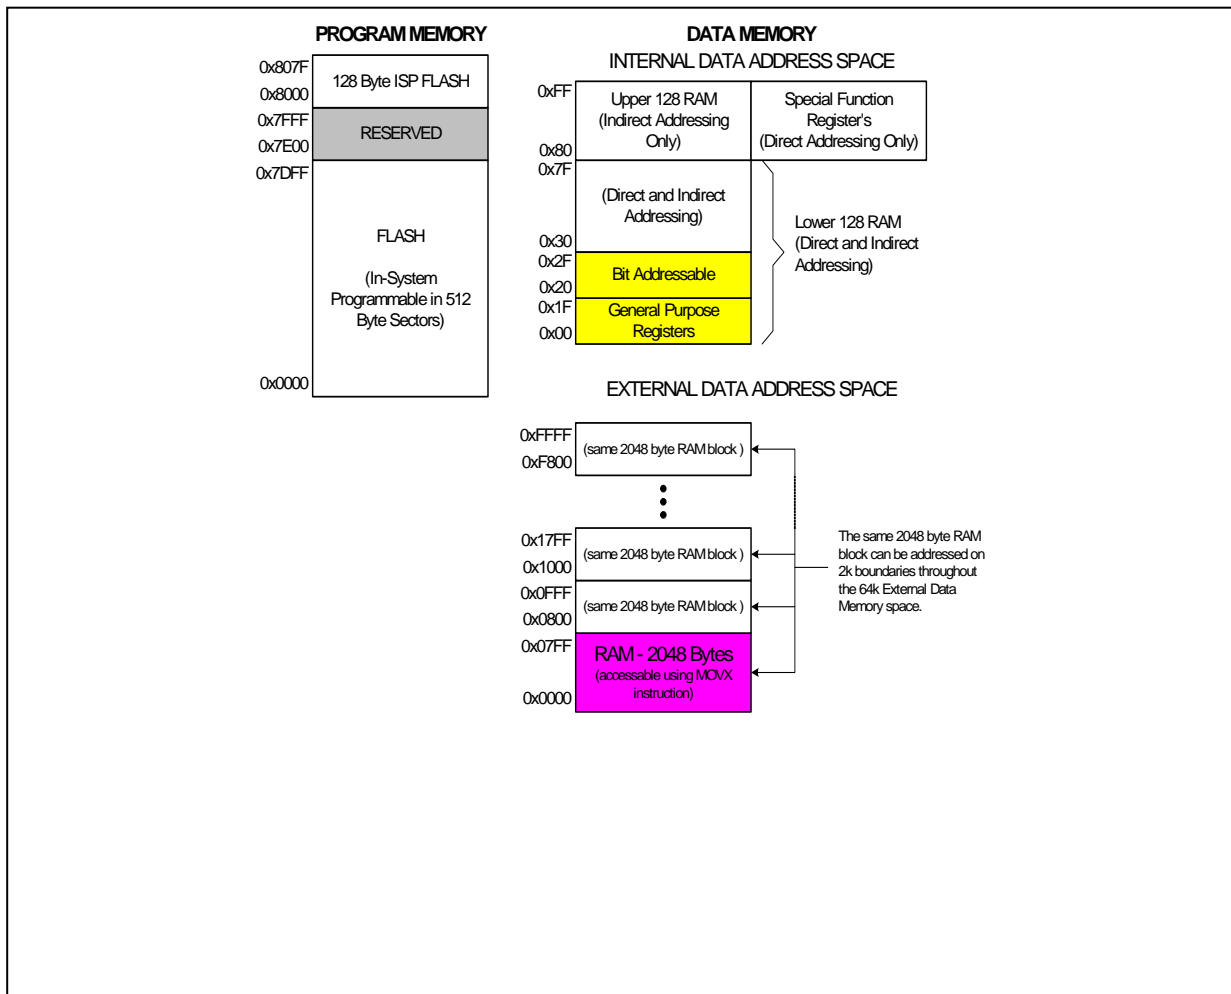 PROGRAM MEMORY
0x807F
0x8000
128 Byte ISP FLASH
0x7FFF
0x7E00
RESERVED
0x7DFF
FLASH
(In-System
Programmable in 512
Byte Sectors)
0x0000
DATA MEMORY
INTERNAL DATA ADDRESS SPACE
0xFF
Upper 128 RAM
(Indirect Addressing
Only)
0x80
Special Function
Register's
(Direct Addressing Only)
0x7F
(Direct and Indirect
Addressing)
0x30
0x2F
Bit Addressable
0x20
0x1F
General Purpose
Registers
0x00
Lower 128 RAM
(Direct and Indirect
Addressing)
EXTERNAL DATA ADDRESS SPACE
0xFFFF
(same 2048 byte RAM block )
0xF800
0x17FF
(same 2048 byte RAM block )
0x1000
0x0FFF
(same 2048 byte RAM block )
0x0800
0x07FF
RAM - 2048 Bytes
(accessable using MOVX
instruction)
0x0000
The same 2048 byte RAM
block can be addressed on
2k boundaries throughout
the 64k External Data
Memory space.